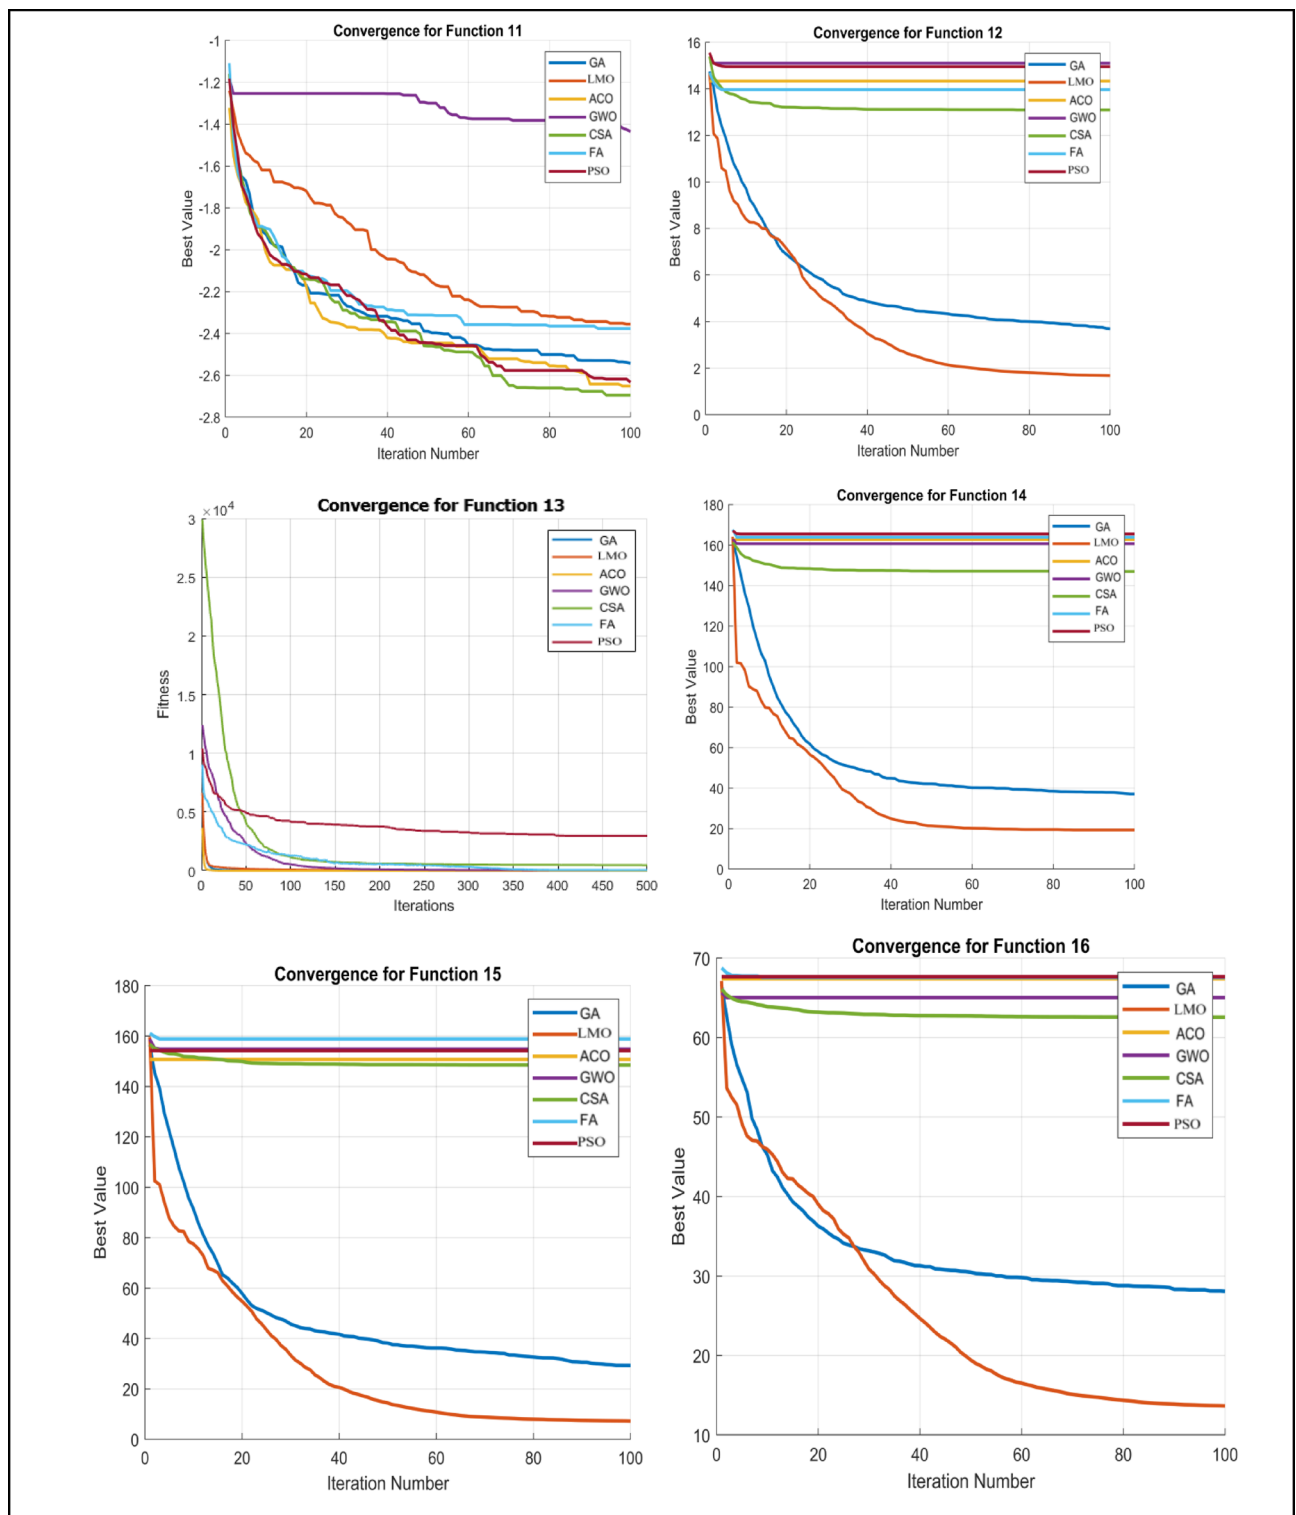 Convergence for Function 11
-1
-1.2
-1.4
-1.6
-1.8
-2
-2.2
-2.4
-2.6
-2.8
Best Value
GA
LMO
ACO
GWO
CSA
FA
PSO
0 20 40 60 80 100
Iteration Number
Convergence for Function 12
16
14
12
10
8
6
4
2
0
Best Value
GA
LMO
ACO
GWO
CSA
FA
PSO
0 20 40 60 80 100
Iteration Number
Convergence for Function 13
×10^4
3
2.5
2
1.5
1
0.5
0
Fitness
GA
LMO
ACO
GWO
CSA
FA
PSO
0 50 100 150 200 250 300 350 400 450 500
Iterations
Convergence for Function 14
180
160
140
120
100
80
60
40
20
0
Best Value
GA
LMO
ACO
GWO
CSA
FA
PSO
0 20 40 60 80 100
Iteration Number
Convergence for Function 15
180
160
140
120
100
80
60
40
20
0
Best Value
GA
LMO
ACO
GWO
CSA
FA
PSO
0 20 40 60 80 100
Iteration Number
Convergence for Function 16
70
60
50
40
30
20
10
Best Value
GA
LMO
ACO
GWO
CSA
FA
PSO
0 20 40 60 80 100
Iteration Number